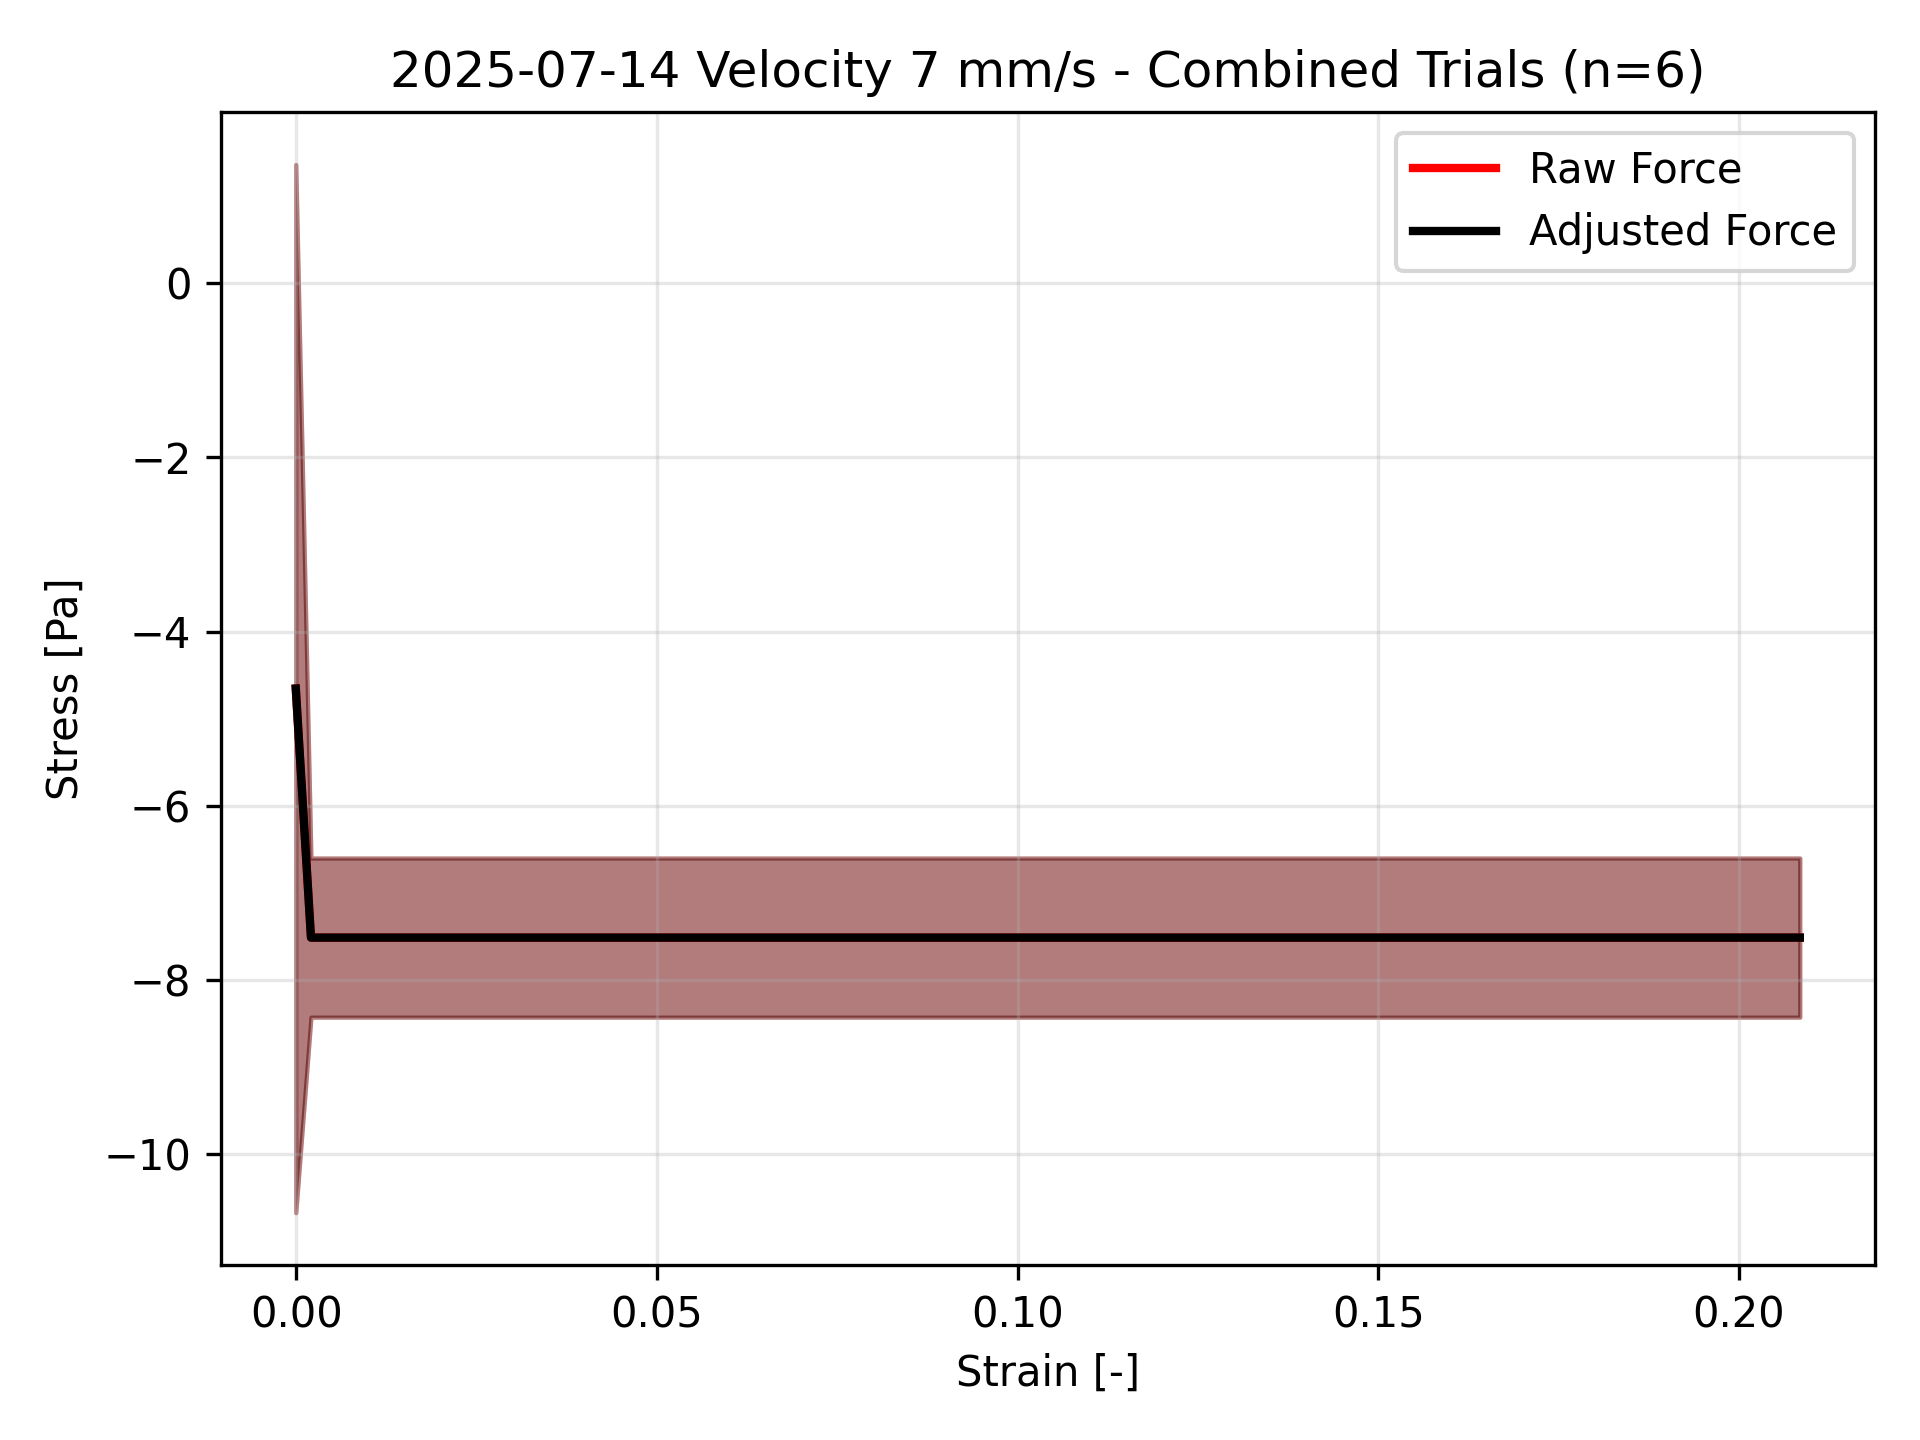 2025-07-14 Velocity 7 mm/s - Combined Trials (n=6)
Raw Force
Adjusted Force
Stress [Pa]
0
−2
−4
−6
−8
−10
0.00 0.05 0.10 0.15 0.20
Strain [-]